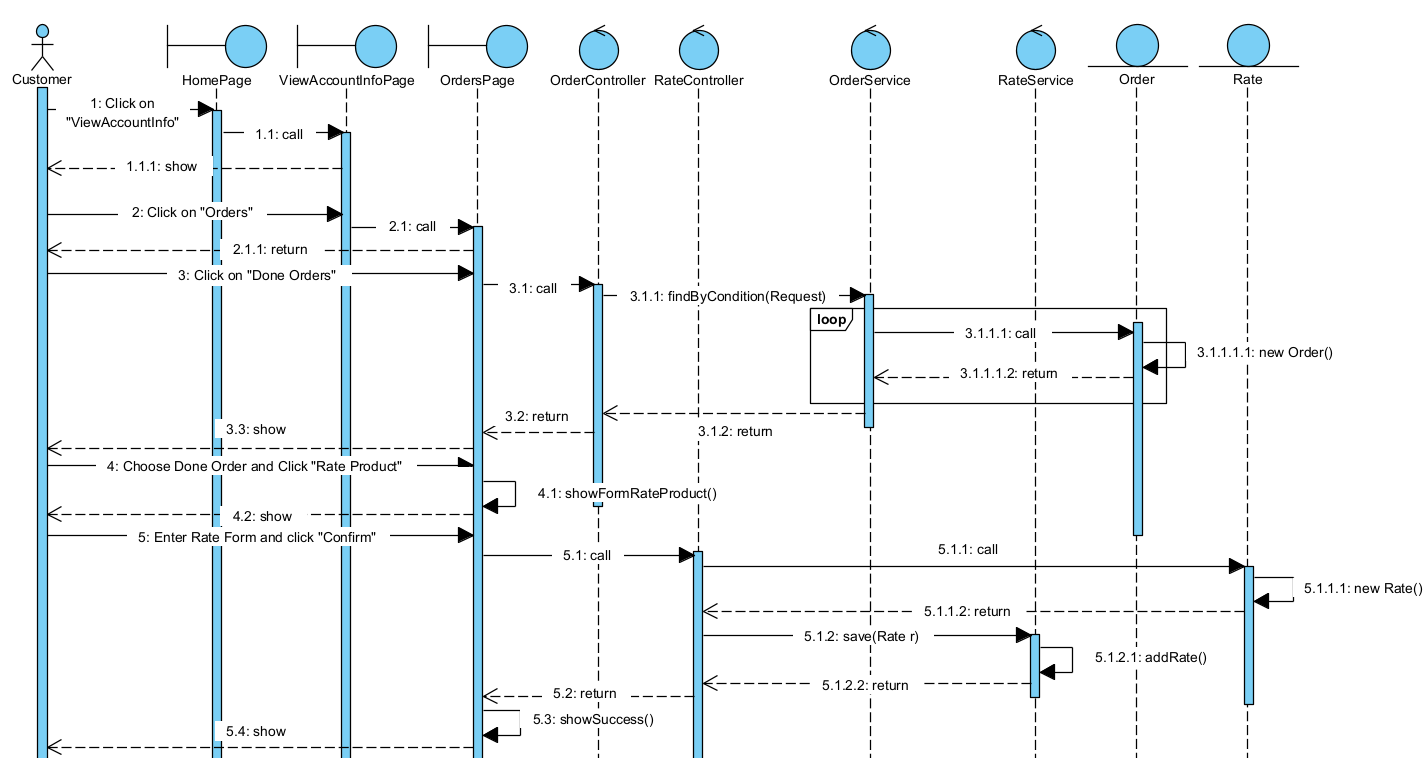 Customer
HomePage
ViewAccountInfoPage
OrdersPage
OrderController
RateController
OrderService
RateService
Order
Rate
1: Click on
"ViewAccountInfo"
1.1: call
1.1.1: show
2: Click on "Orders"
2.1: call
2.1.1: return
3: Click on "Done Orders"
3.1: call
3.1.1: findByCondition(Request)
loop
3.1.1.1: call
3.1.1.1.1: new Order()
3.1.1.1.2: return
3.1.2: return
3.2: return
3.3: show
4: Choose Done Order and Click "Rate Product"
4.1: showFormRateProduct()
4.2: show
5: Enter Rate Form and click "Confirm"
5.1: call
5.1.1: call
5.1.1.1: new Rate()
5.1.1.2: return
5.1.2: save(Rate r)
5.1.2.1: addRate()
5.1.2.2: return
5.2: return
5.3: showSuccess()
5.4: show